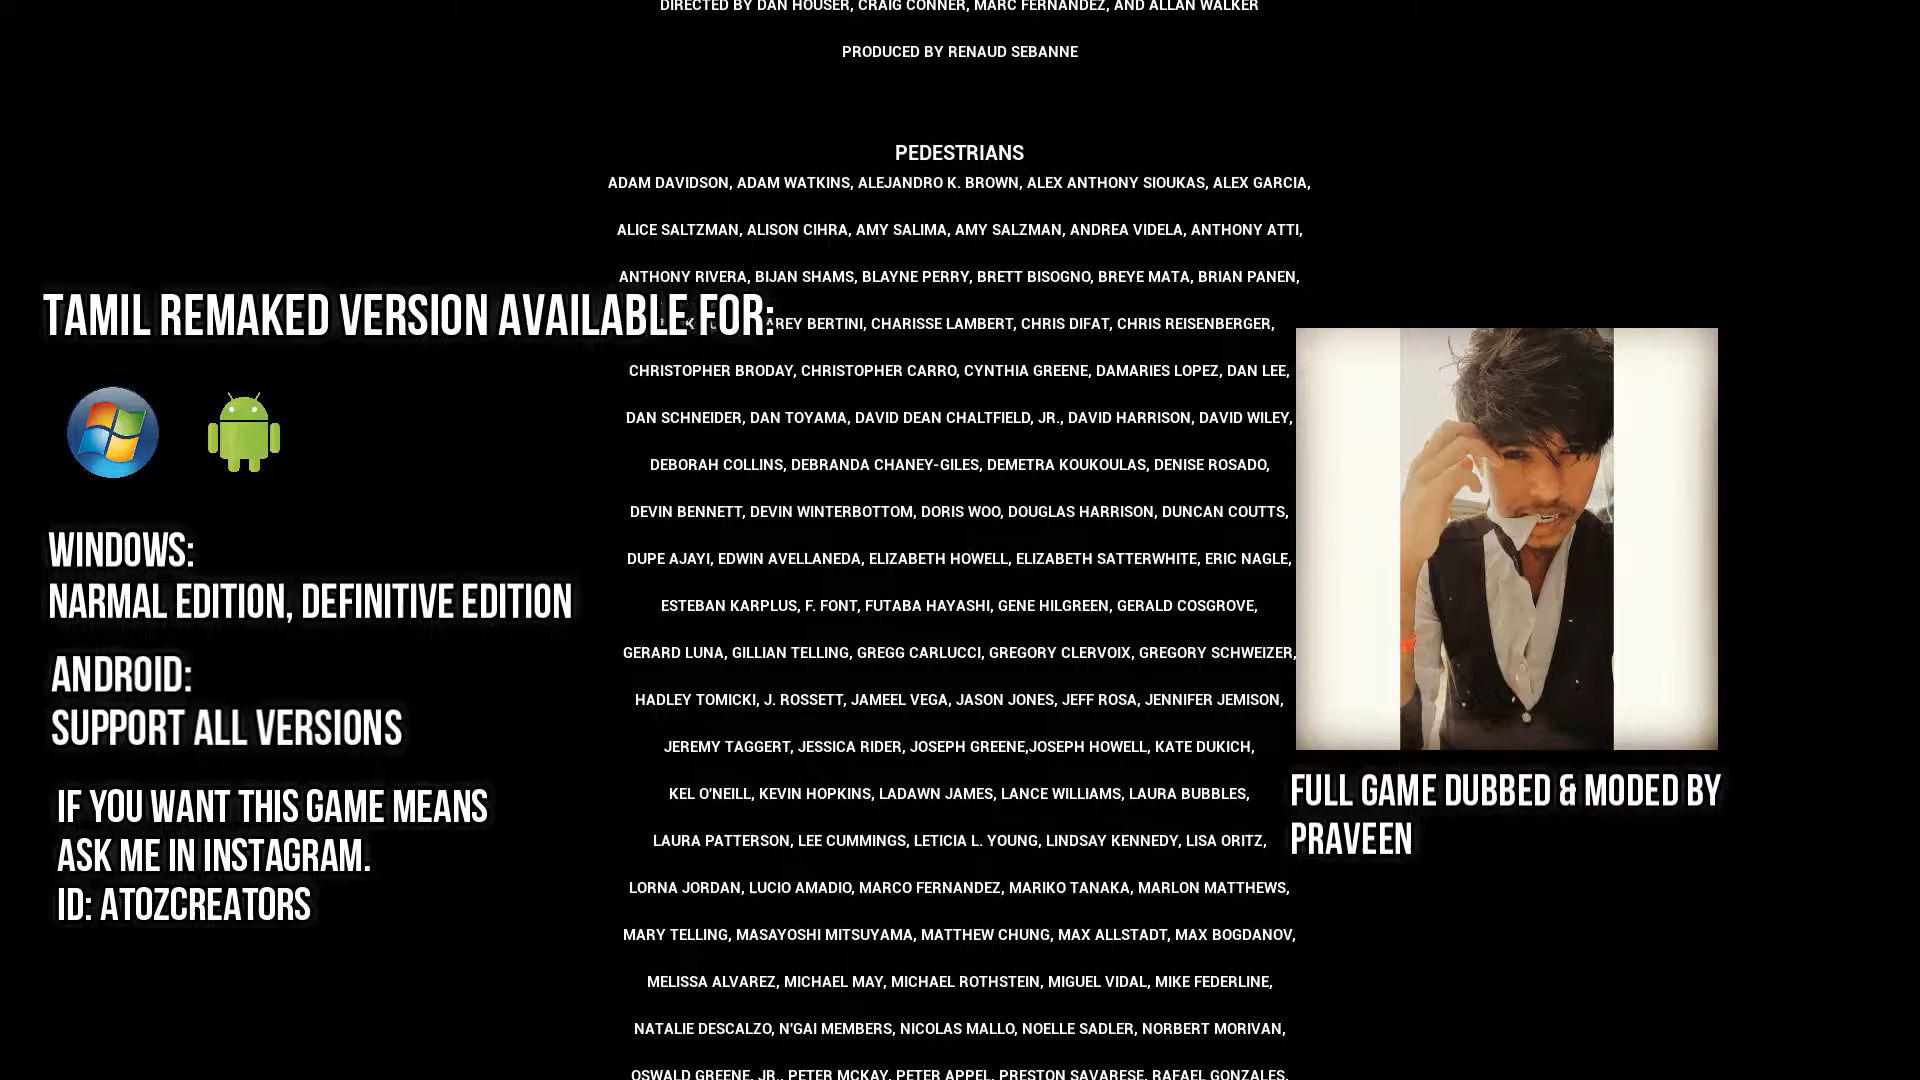 DIRECTED BY DAN HOUSER, CRAIG CONNER, MARC FERNANDEZ, AND ALLAN WALKER
PRODUCED BY RENAUD SEBANNE
PEDESTRIANS
ADAM DAVIDSON, ADAM WATKINS, ALEJANDRO K. BROWN, ALEX ANTHONY SIOUKAS, ALEX GARCIA,
ALICE SALTZMAN, ALISON CIHRA, AMY SALIMA, AMY SALZMAN, ANDREA VIDELA, ANTHONY ATTI,
ANTHONY RIVERA, BIJAN SHAMS, BLAYNE PERRY, BRETT BISOGNO, BREYE MATA, BRIAN PANEN,
BERTINI, CHARISSE LAMBERT, CHRIS DIFAT, CHRIS REISENBERGER,
CHRISTOPHER BRODAY, CHRISTOPHER CARRO, CYNTHIA GREENE, DAMARIES LOPEZ, DAN LEE,
DAN SCHNEIDER, DAN TOYAMA, DAVID DEAN CHALTFIELD, JR., DAVID HARRISON, DAVID WILEY,
DEBORAH COLLINS, DEBRANDA CHANEY-GILES, DEMETRA KOUKOULAS, DENISE ROSADO,
DEVIN BENNETT, DEVIN WINTERBOTTOM, DORIS WOO, DOUGLAS HARRISON, DUNCAN COUTTS,
DUPE AJAYI, EDWIN AVELLANEDA, ELIZABETH HOWELL, ELIZABETH SATTERWHITE, ERIC NAGLE,
ESTEBAN KARPLUS, F. FONT, FUTABA HAYASHI, GENE HILGREEN, GERALD COSGROVE,
GERARD LUNA, GILLIAN TELLING, GREGG CARLUCCI, GREGORY CLERVOIX, GREGORY SCHWEIZER,
HADLEY TOMICKI, J. ROSSETT, JAMEEL VEGA, JASON JONES, JEFF ROSA, JENNIFER JEMISON,
JEREMY TAGGERT, JESSICA RIDER, JOSEPH GREENE,JOSEPH HOWELL, KATE DUKICH,
KEL O'NEILL, KEVIN HOPKINS, LADAWN JAMES, LANCE WILLIAMS, LAURA BUBBLES,
LAURA PATTERSON, LEE CUMMINGS, LETICIA L. YOUNG, LINDSAY KENNEDY, LISA ORITZ,
LORNA JORDAN, LUCIO AMADIO, MARCO FERNANDEZ, MARIKO TANAKA, MARLON MATTHEWS,
MARY TELLING, MASAYOSHI MITSUYAMA, MATTHEW CHUNG, MAX ALLSTADT, MAX BOGDANOV,
MELISSA ALVAREZ, MICHAEL MAY, MICHAEL ROTHSTEIN, MIGUEL VIDAL, MIKE FEDERLINE,
NATALIE DESCALZO, N'GAI MEMBERS, NICOLAS MALLO, NOELLE SADLER, NORBERT MORIVAN,
OSWALD GREENE, JR., PETER MCKAY, PETER APPEL, PRESTON SAVARESE, RAFAEL GONZALES,
TAMIL REMAKED VERSION AVAILABLE FOR:
WINDOWS:
NARMAL EDITION, DEFINITIVE EDITION
ANDROID:
SUPPORT ALL VERSIONS
IF YOU WANT THIS GAME MEANS
ASK ME IN INSTAGRAM.
ID: ATOZCREATORS
FULL GAME DUBBED & MODED BY
PRAVEEN